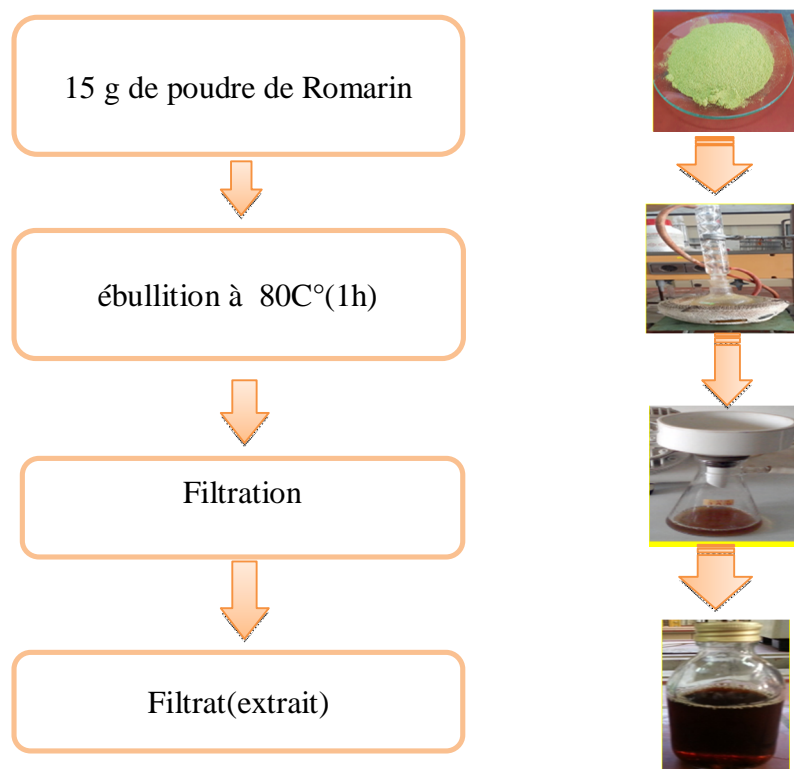 15 g de poudre de Romarin
ébullition à 80C°(1h)
Filtration
Filtrat(extrait)